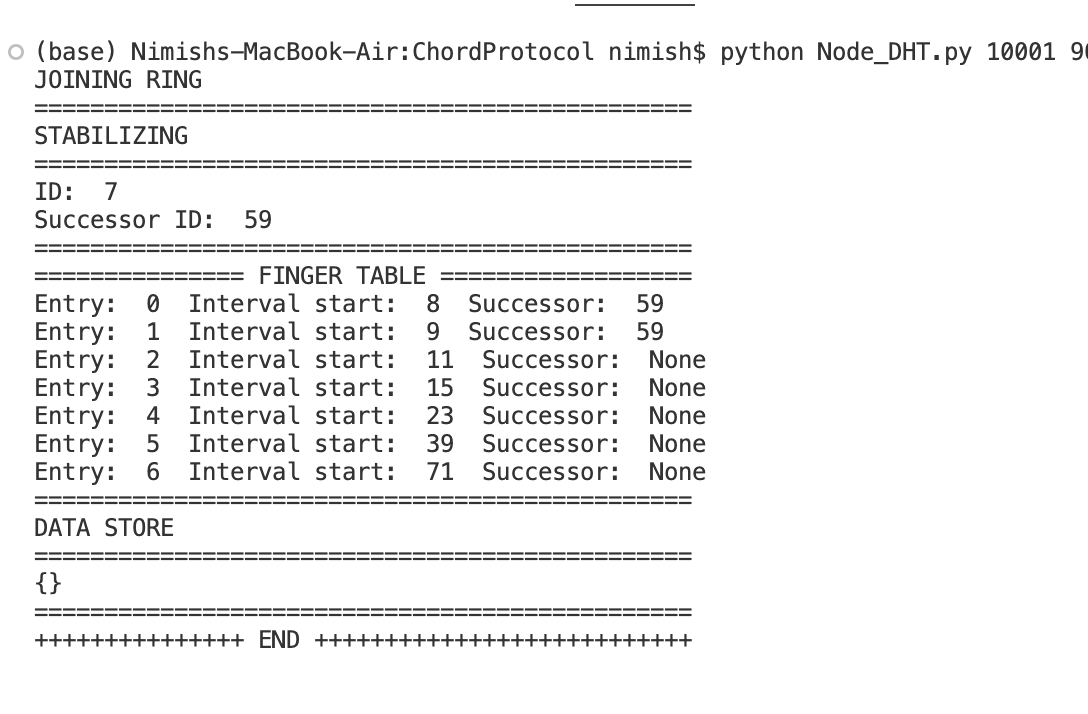 (base) Nimishs-MacBook-Air:ChordProtocol nimish$ python Node_DHT.py 10001
JOINING RING
===============================================
STABILIZING
===============================================
ID:  7
Successor ID:  59
===============================================
=============== FINGER TABLE ==================
Entry:  0  Interval start:  8  Successor:  59
Entry:  1  Interval start:  9  Successor:  59
Entry:  2  Interval start:  11  Successor:  None
Entry:  3  Interval start:  15  Successor:  None
Entry:  4  Interval start:  23  Successor:  None
Entry:  5  Interval start:  39  Successor:  None
Entry:  6  Interval start:  71  Successor:  None
===============================================
DATA STORE
===============================================
{}
===============================================
+++++++++++++++ END +++++++++++++++++++++++++++